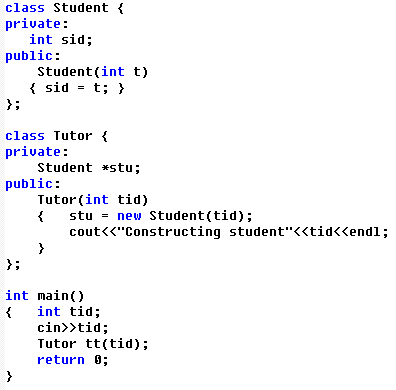 class Student {
private:
   int sid;
public:
    Student(int t)
   { sid = t; }
};

class Tutor {
private:
    Student *stu;
public:
    Tutor(int tid)
    {   stu = new Student(tid);
        cout<<"Constructing student"<<tid<<endl;
    }
};

int main()
{   int tid;
    cin>>tid;
    Tutor tt(tid);
    return 0;
}